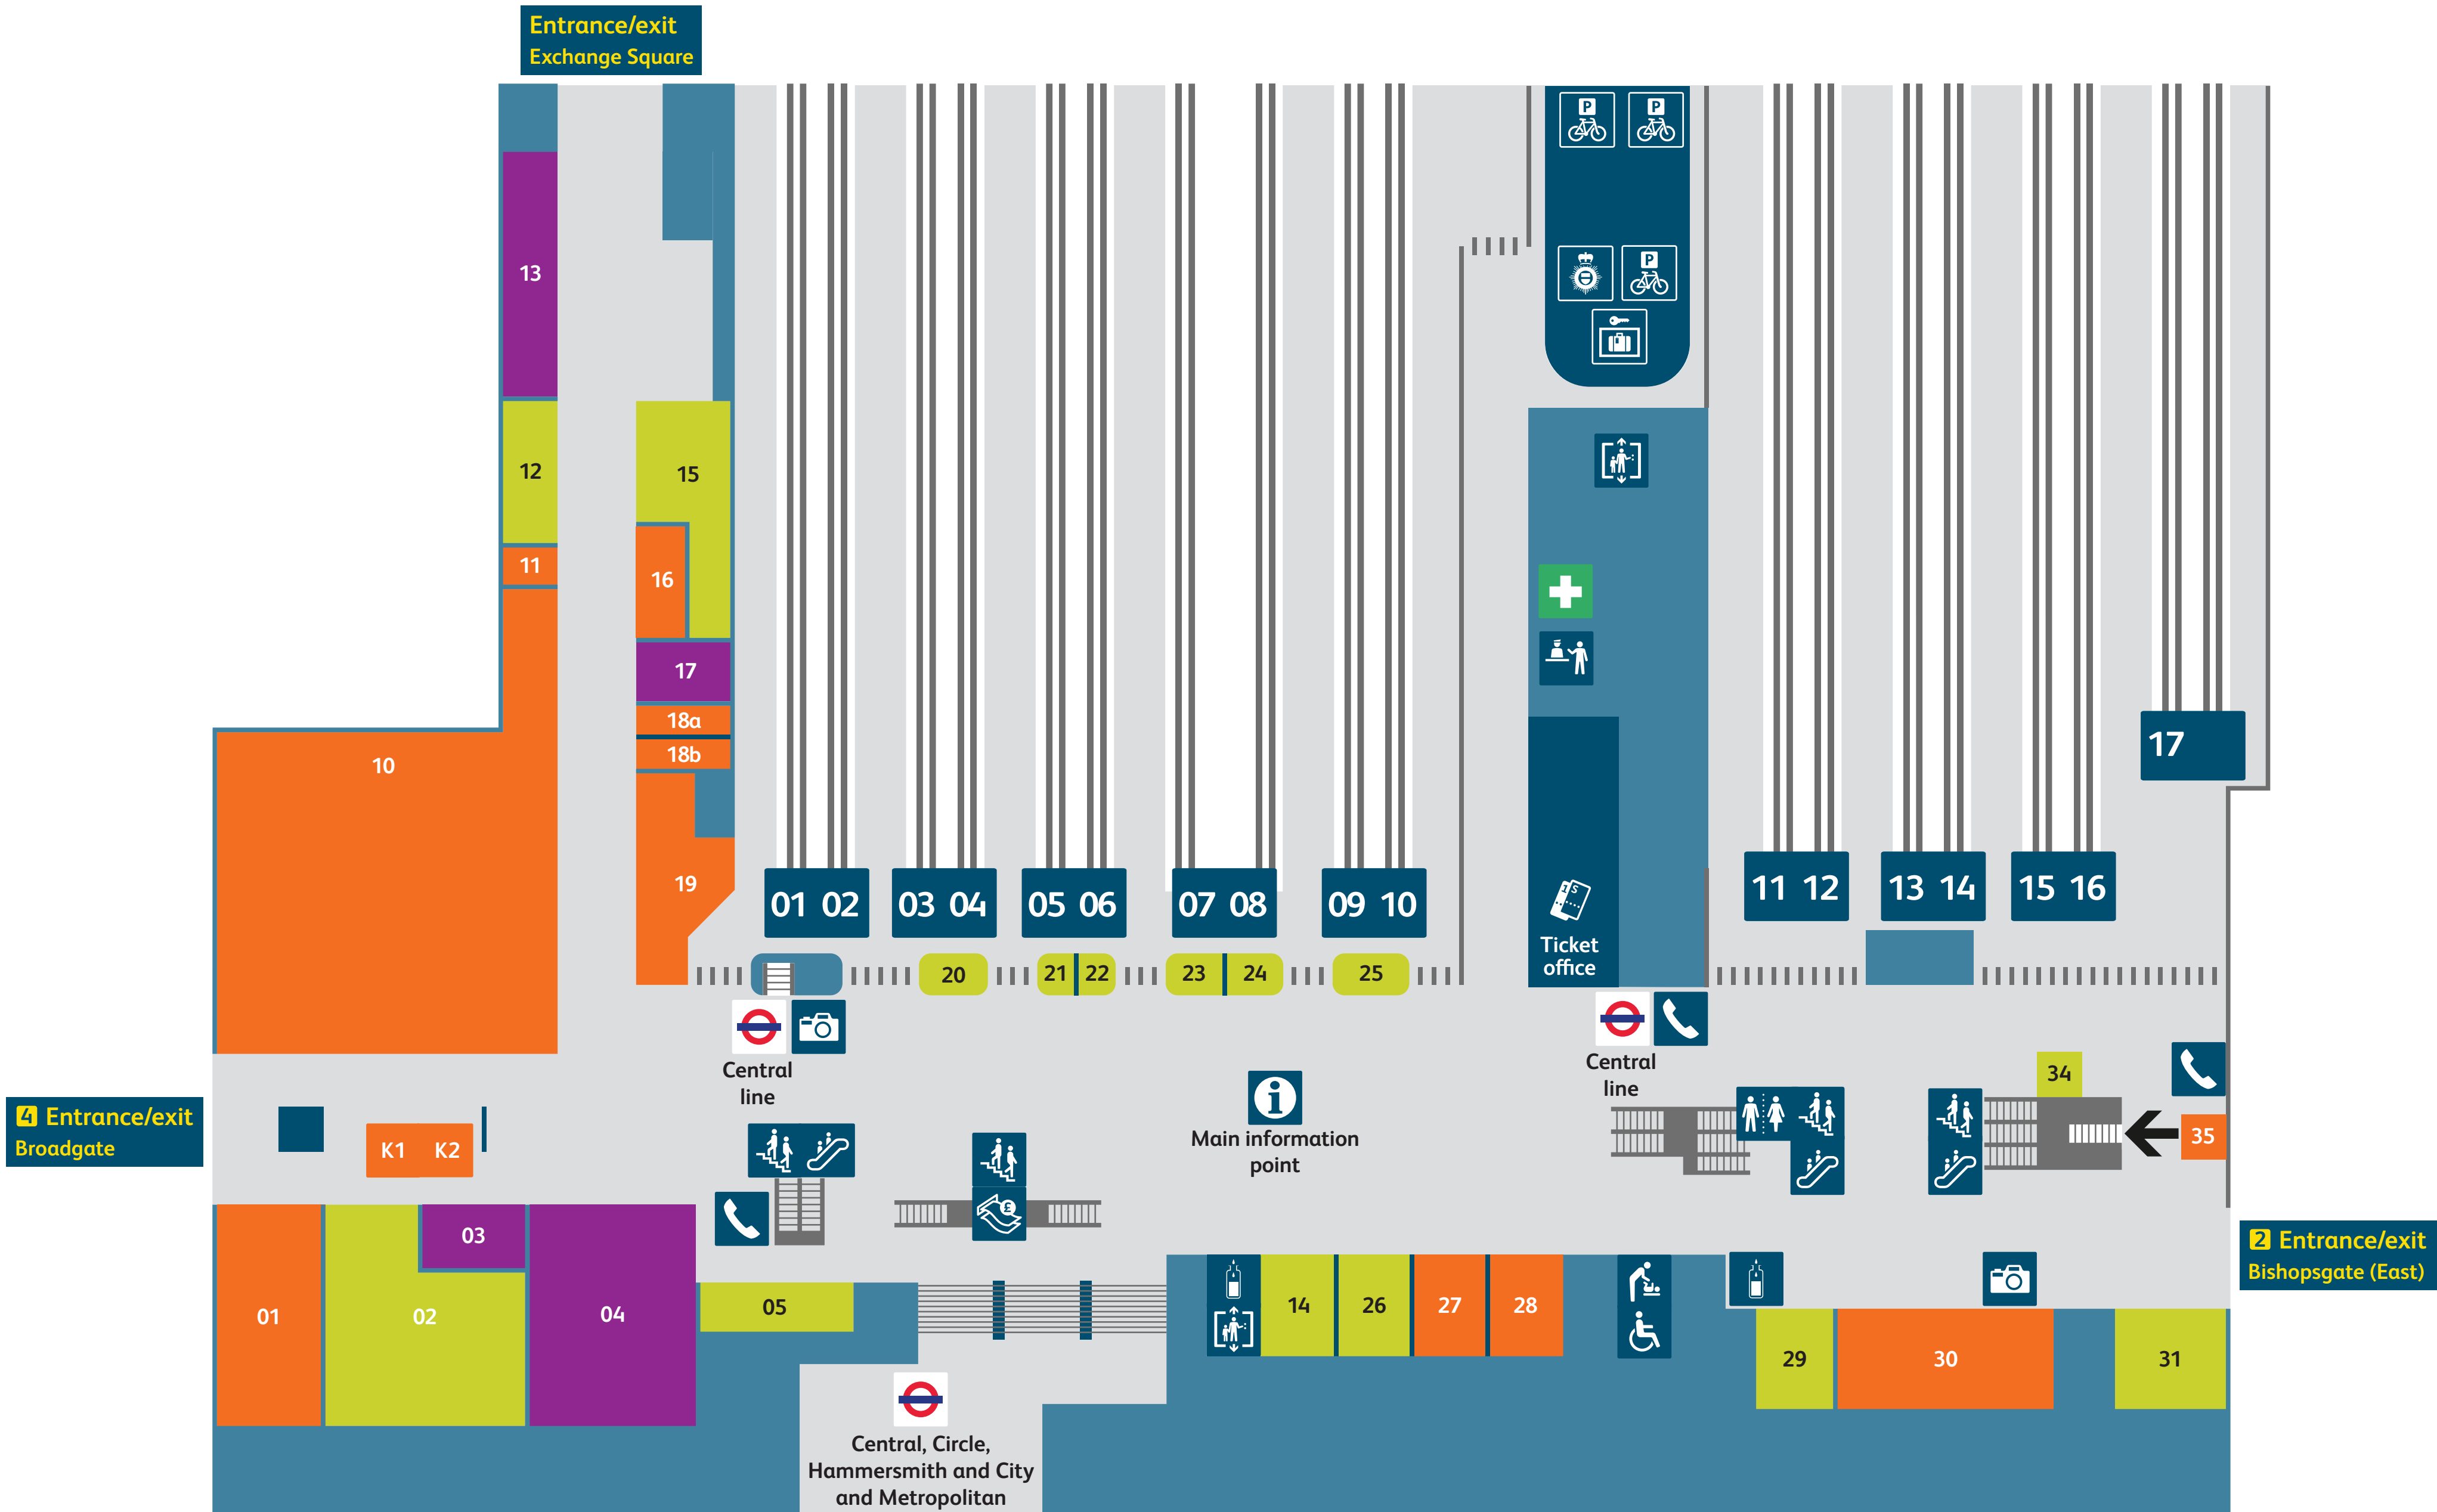 Entrance/exit
Exchange Square
P P
P
13
12
15
11
16
17
18a
18b
10
19
17
01 02
03 04
05 06
07 08
09 10
11 12
13 14
15 16
1 S
Ticket
office
20
21 22
23 24
25
Central
line
Central
line
34
Main information
point
4 Entrance/exit
Broadgate
K1 K2
35
£
2 Entrance/exit
Bishopsgate (East)
01
02
03
04
05
14
26
27
28
29
30
31
Central, Circle,
Hammersmith and City
and Metropolitan